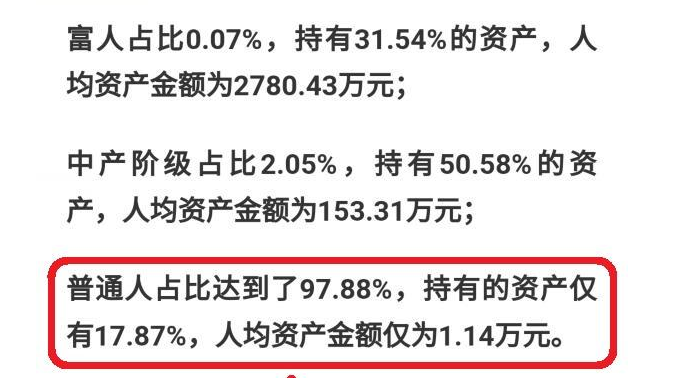 富人占比0.07%，持有31.54%的资产，人
均资产金额为2780.43万元；
中产阶级占比2.05%，持有50.58%的资
产，人均资产金额为153.31万元；
普通人占比达到了97.88%，持有的资产仅
有17.87%，人均资产金额仅为1.14万元。